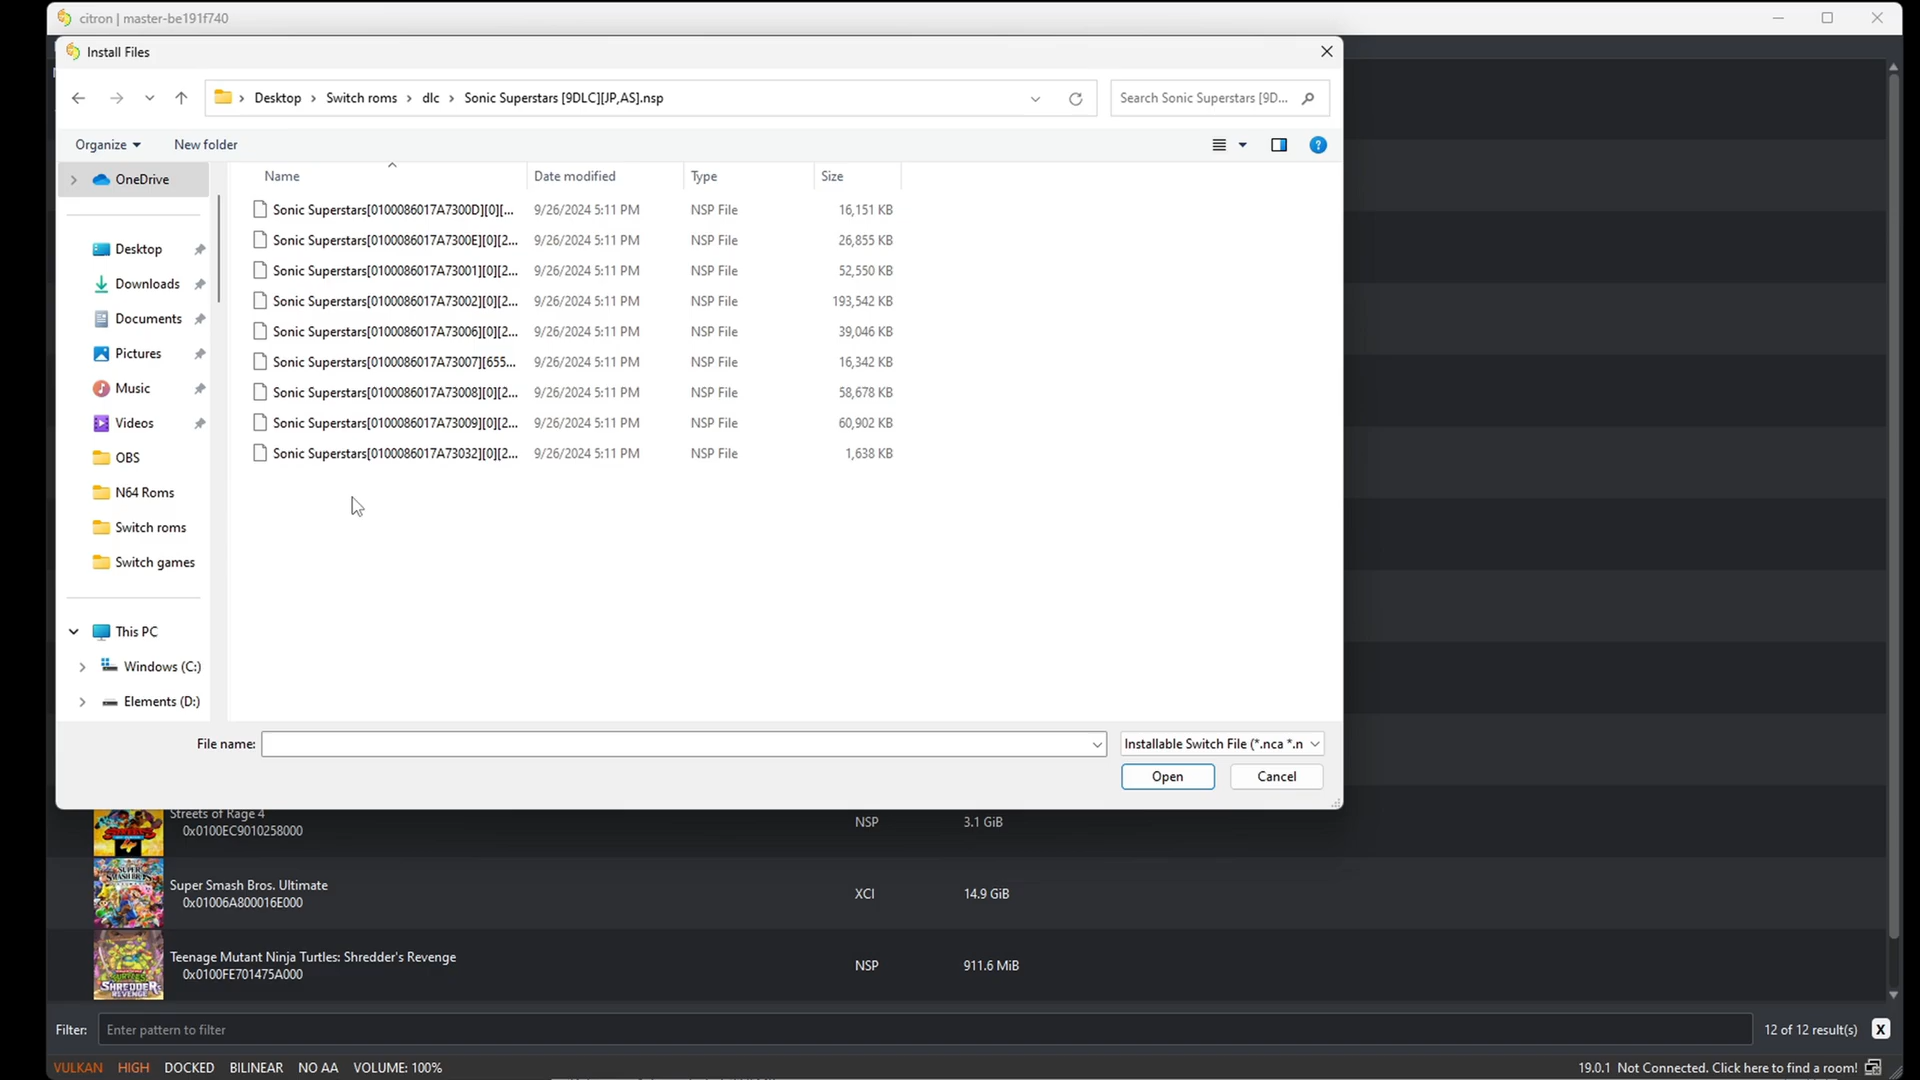 citron | master-be191f740
Install Files
Desktop > Switch roms > dlc > Sonic Superstars [9DLC][JP,AS].nsp
Search Sonic Superstars [9D...
Organize
New folder
OneDrive
Desktop
Downloads
Documents
Pictures
Music
Videos
OBS
N64 Roms
Switch roms
Switch games
This PC
Windows (C:)
Elements (D:)
Name Date modified Type Size
Sonic Superstars[0100086017A7300D][0][... 9/26/2024 5:11 PM NSP File 16,151 KB
Sonic Superstars[0100086017A7300E][0][2... 9/26/2024 5:11 PM NSP File 26,855 KB
Sonic Superstars[0100086017A73001][0][2... 9/26/2024 5:11 PM NSP File 52,550 KB
Sonic Superstars[0100086017A73002][0][2... 9/26/2024 5:11 PM NSP File 193,542 KB
Sonic Superstars[0100086017A73006][0][2... 9/26/2024 5:11 PM NSP File 39,046 KB
Sonic Superstars[0100086017A73007][655... 9/26/2024 5:11 PM NSP File 16,342 KB
Sonic Superstars[0100086017A73008][0][2... 9/26/2024 5:11 PM NSP File 58,678 KB
Sonic Superstars[0100086017A73009][0][2... 9/26/2024 5:11 PM NSP File 60,902 KB
Sonic Superstars[0100086017A73032][0][2... 9/26/2024 5:11 PM NSP File 1,638 KB
File name:
Installable Switch File (*.nca *.n
Open
Cancel
Streets of Rage 4
0x0100EC9010258000
NSP 3.1 GiB
Super Smash Bros. Ultimate
0x01006A800016E000
XCI 14.9 GiB
Teenage Mutant Ninja Turtles: Shredder's Revenge
0x0100FE701475A000
NSP 911.6 MiB
Filter: Enter pattern to filter 12 of 12 result(s) X
VULKAN HIGH DOCKED BILINEAR NO AA VOLUME: 100% 19.0.1 Not Connected. Click here to find a room!